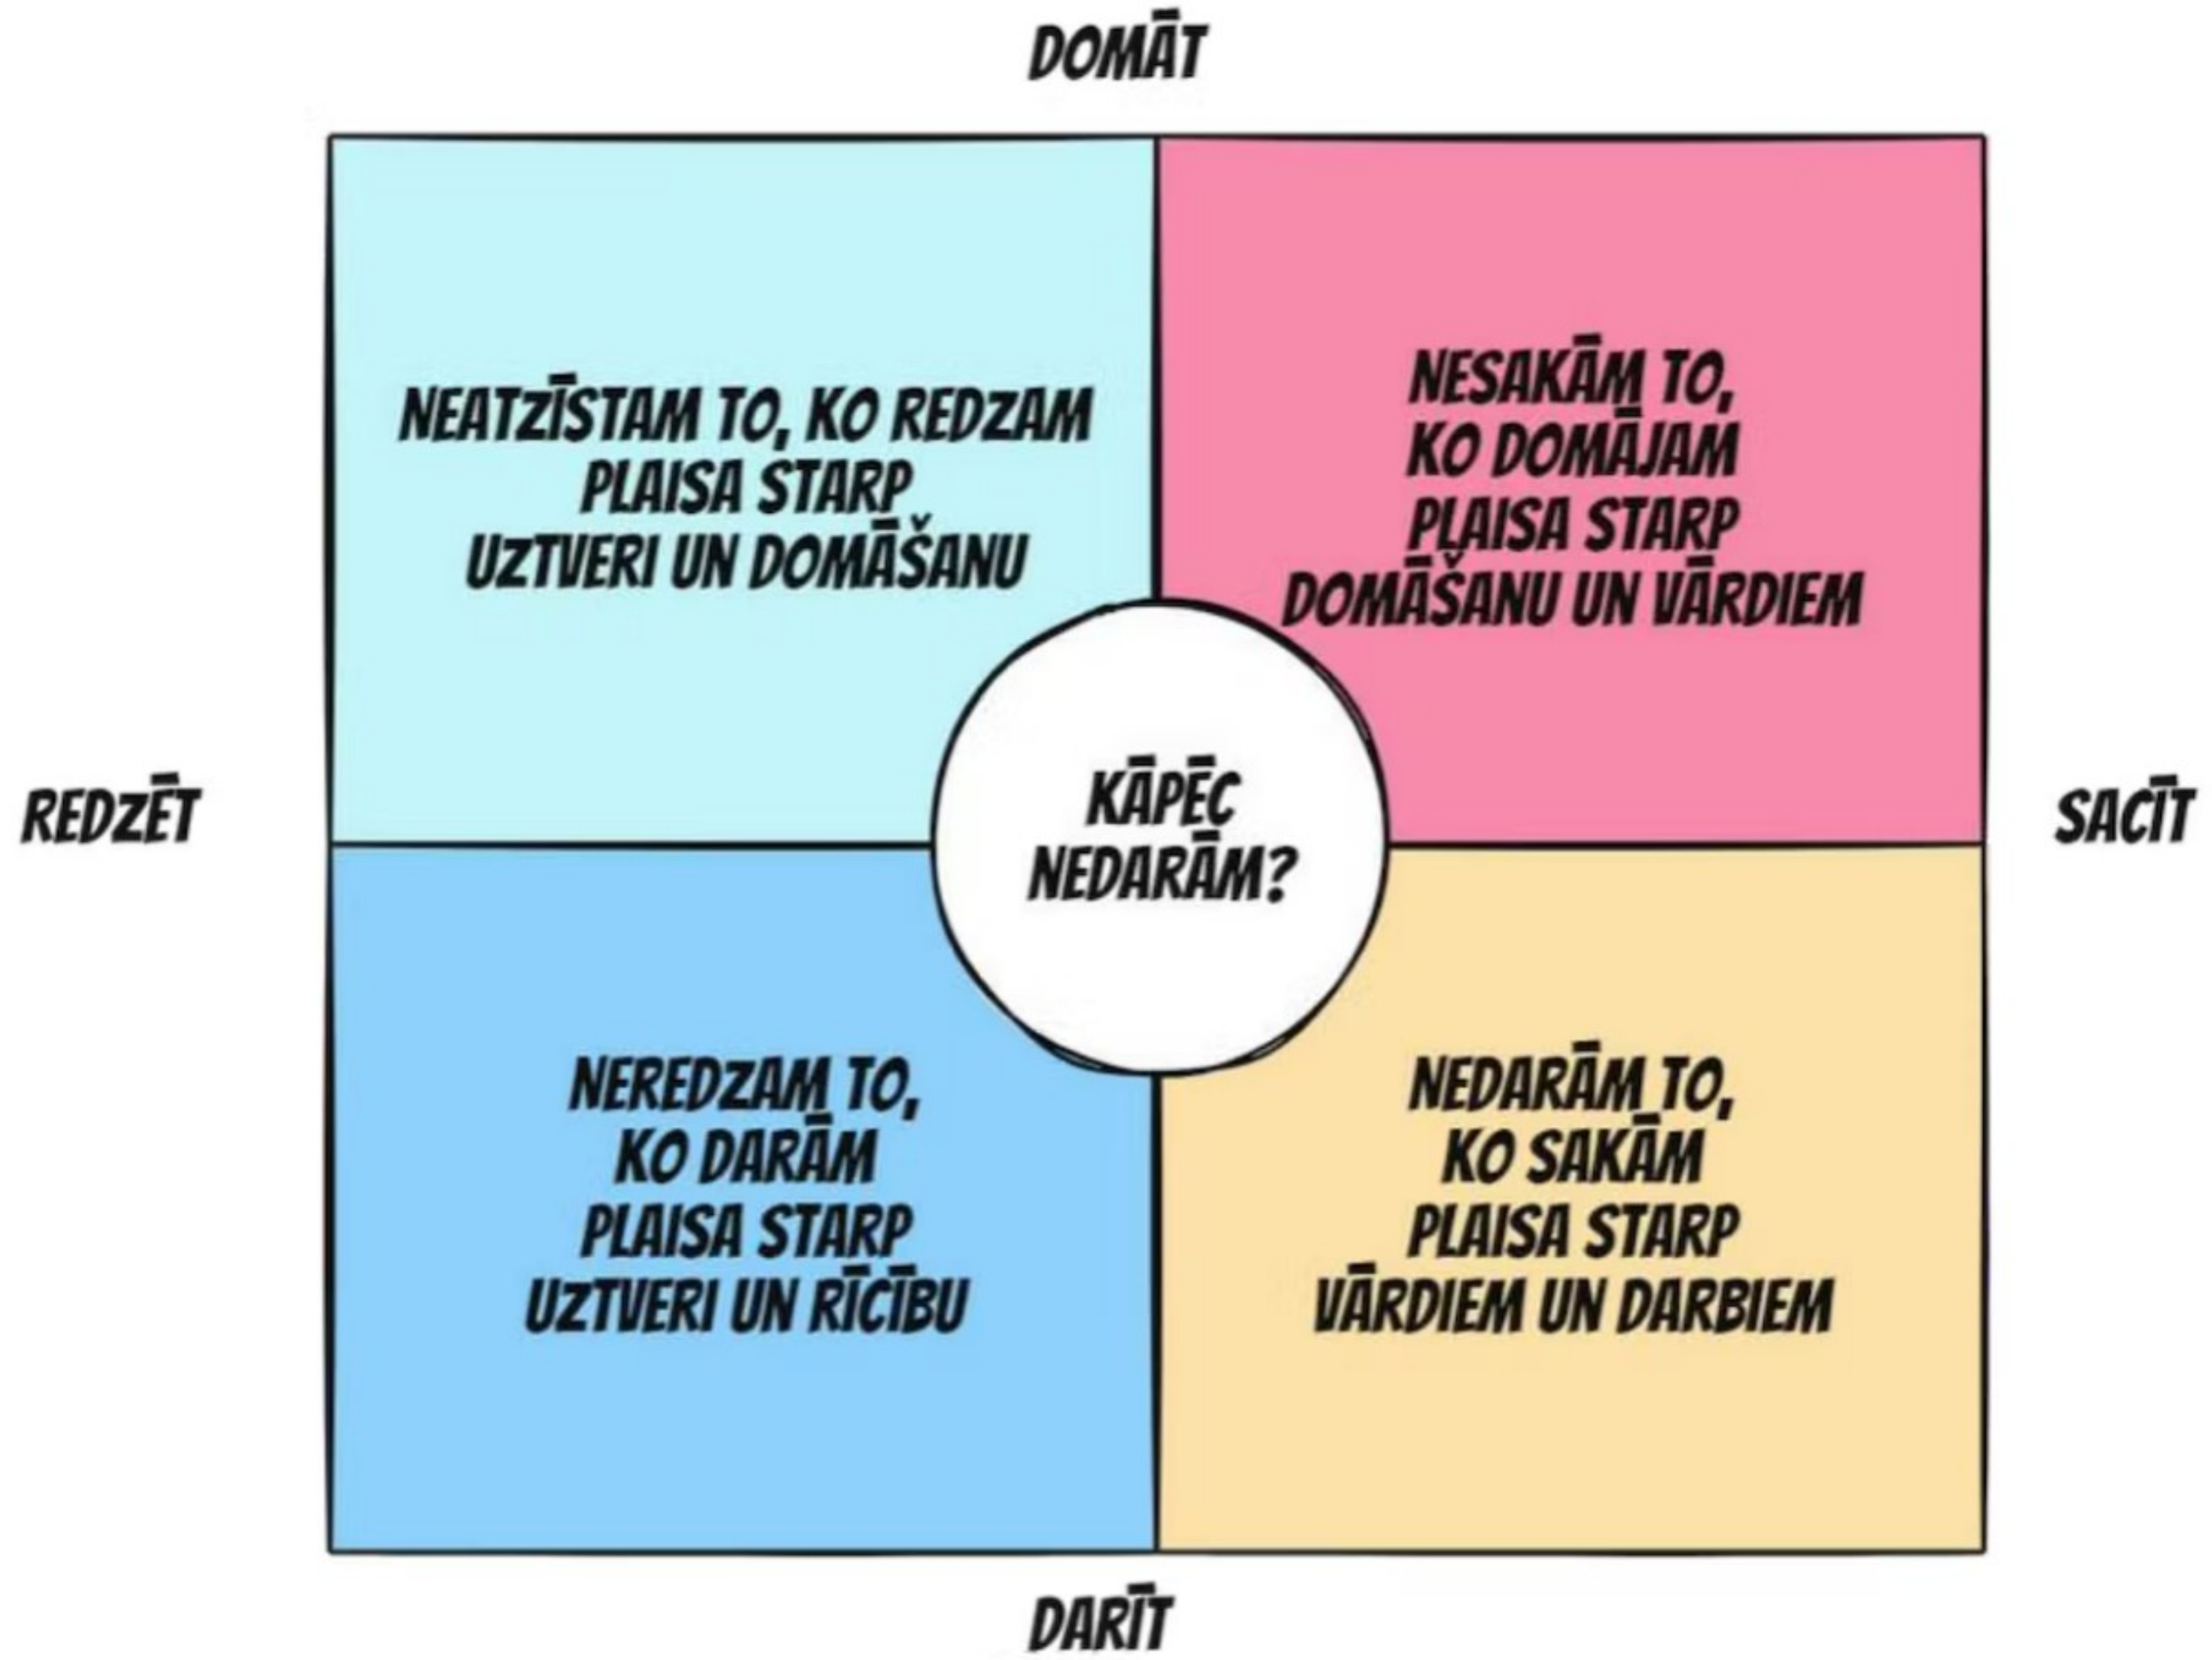 DOMĀT
NEATZĪSTAM TO, KO REDZAM
PLAISA STARP
UZTVERI UN DOMĀŠANU
NESAKĀM TO,
KO DOMĀJAM
PLAISA STARP
DOMĀŠANU UN VĀRDIEM
REDZĒT
KĀPĒC
NEDARĀM?
SACĪT
NEREDZAM TO,
KO DARĀM
PLAISA STARP
UZTVERI UN RĪCĪBU
NEDARĀM TO,
KO SAKĀM
PLAISA STARP
VĀRDIEM UN DARBIEM
DARĪT